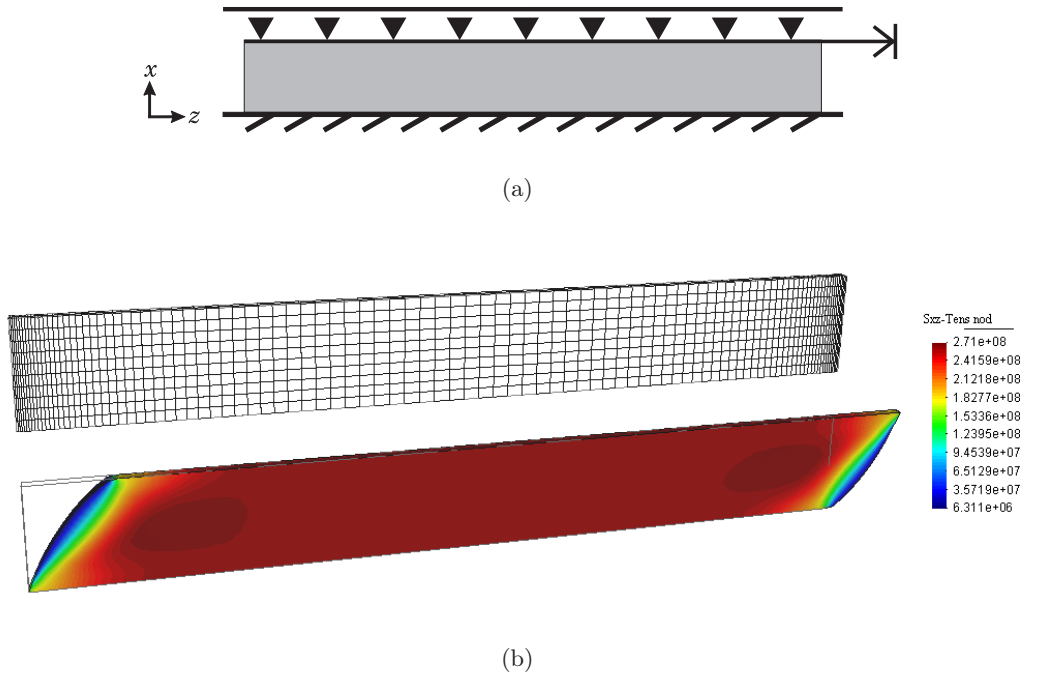 x
z
(a)
Sxz-Tens nod
2.71e+08
2.4159e+08
2.1218e+08
1.8277e+08
1.5336e+08
1.2395e+08
9.4539e+07
6.5129e+07
3.5719e+07
6.311e+06
(b)